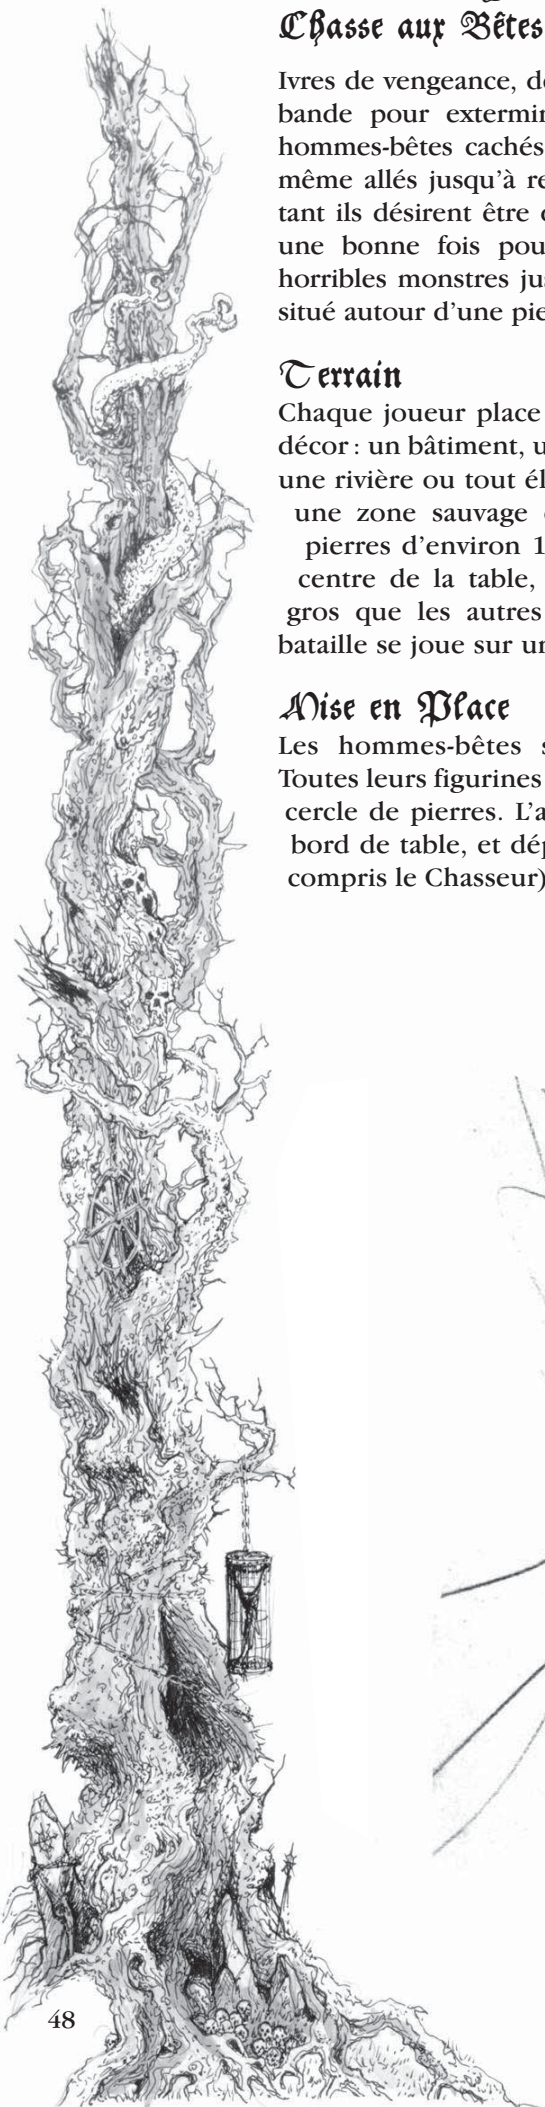 Chasse aux Bêtes
Ivres de vengeance, de
bande pour extermin
hommes-bêtes cachés
même allés jusqu'à re
tant ils désirent être
une bonne fois pou
horribles monstres jus
situé autour d'une pie
Terrain
Chaque joueur place
décor : un bâtiment, u
une rivière ou tout él
une zone sauvage
pierres d'environ 1
centre de la table,
gros que les autres
bataille se joue sur un
Mise en Place
Les hommes-bêtes s
Toutes leurs figurines
cercle de pierres. L'a
bord de table, et dép
compris le Chasseur)
48